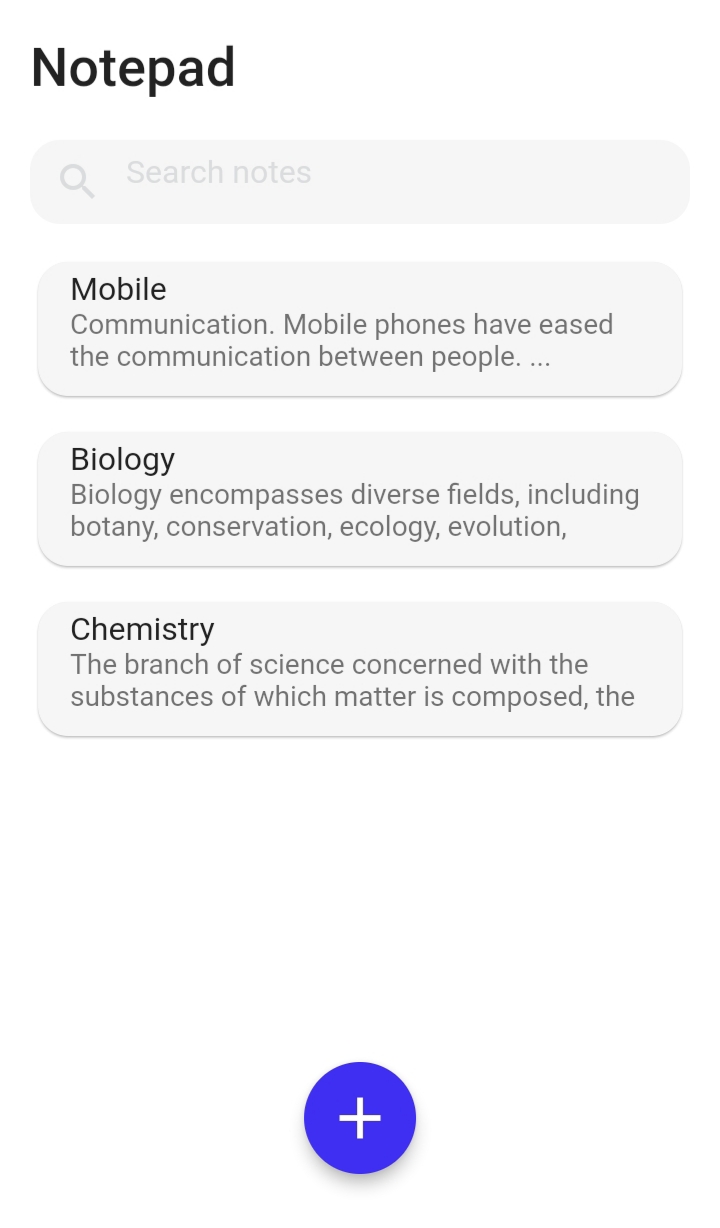 Notepad
Search notes
Mobile
Communication. Mobile phones have eased
the communication between people. ...
Biology
Biology encompasses diverse fields, including
botany, conservation, ecology, evolution,
Chemistry
The branch of science concerned with the
substances of which matter is composed, the